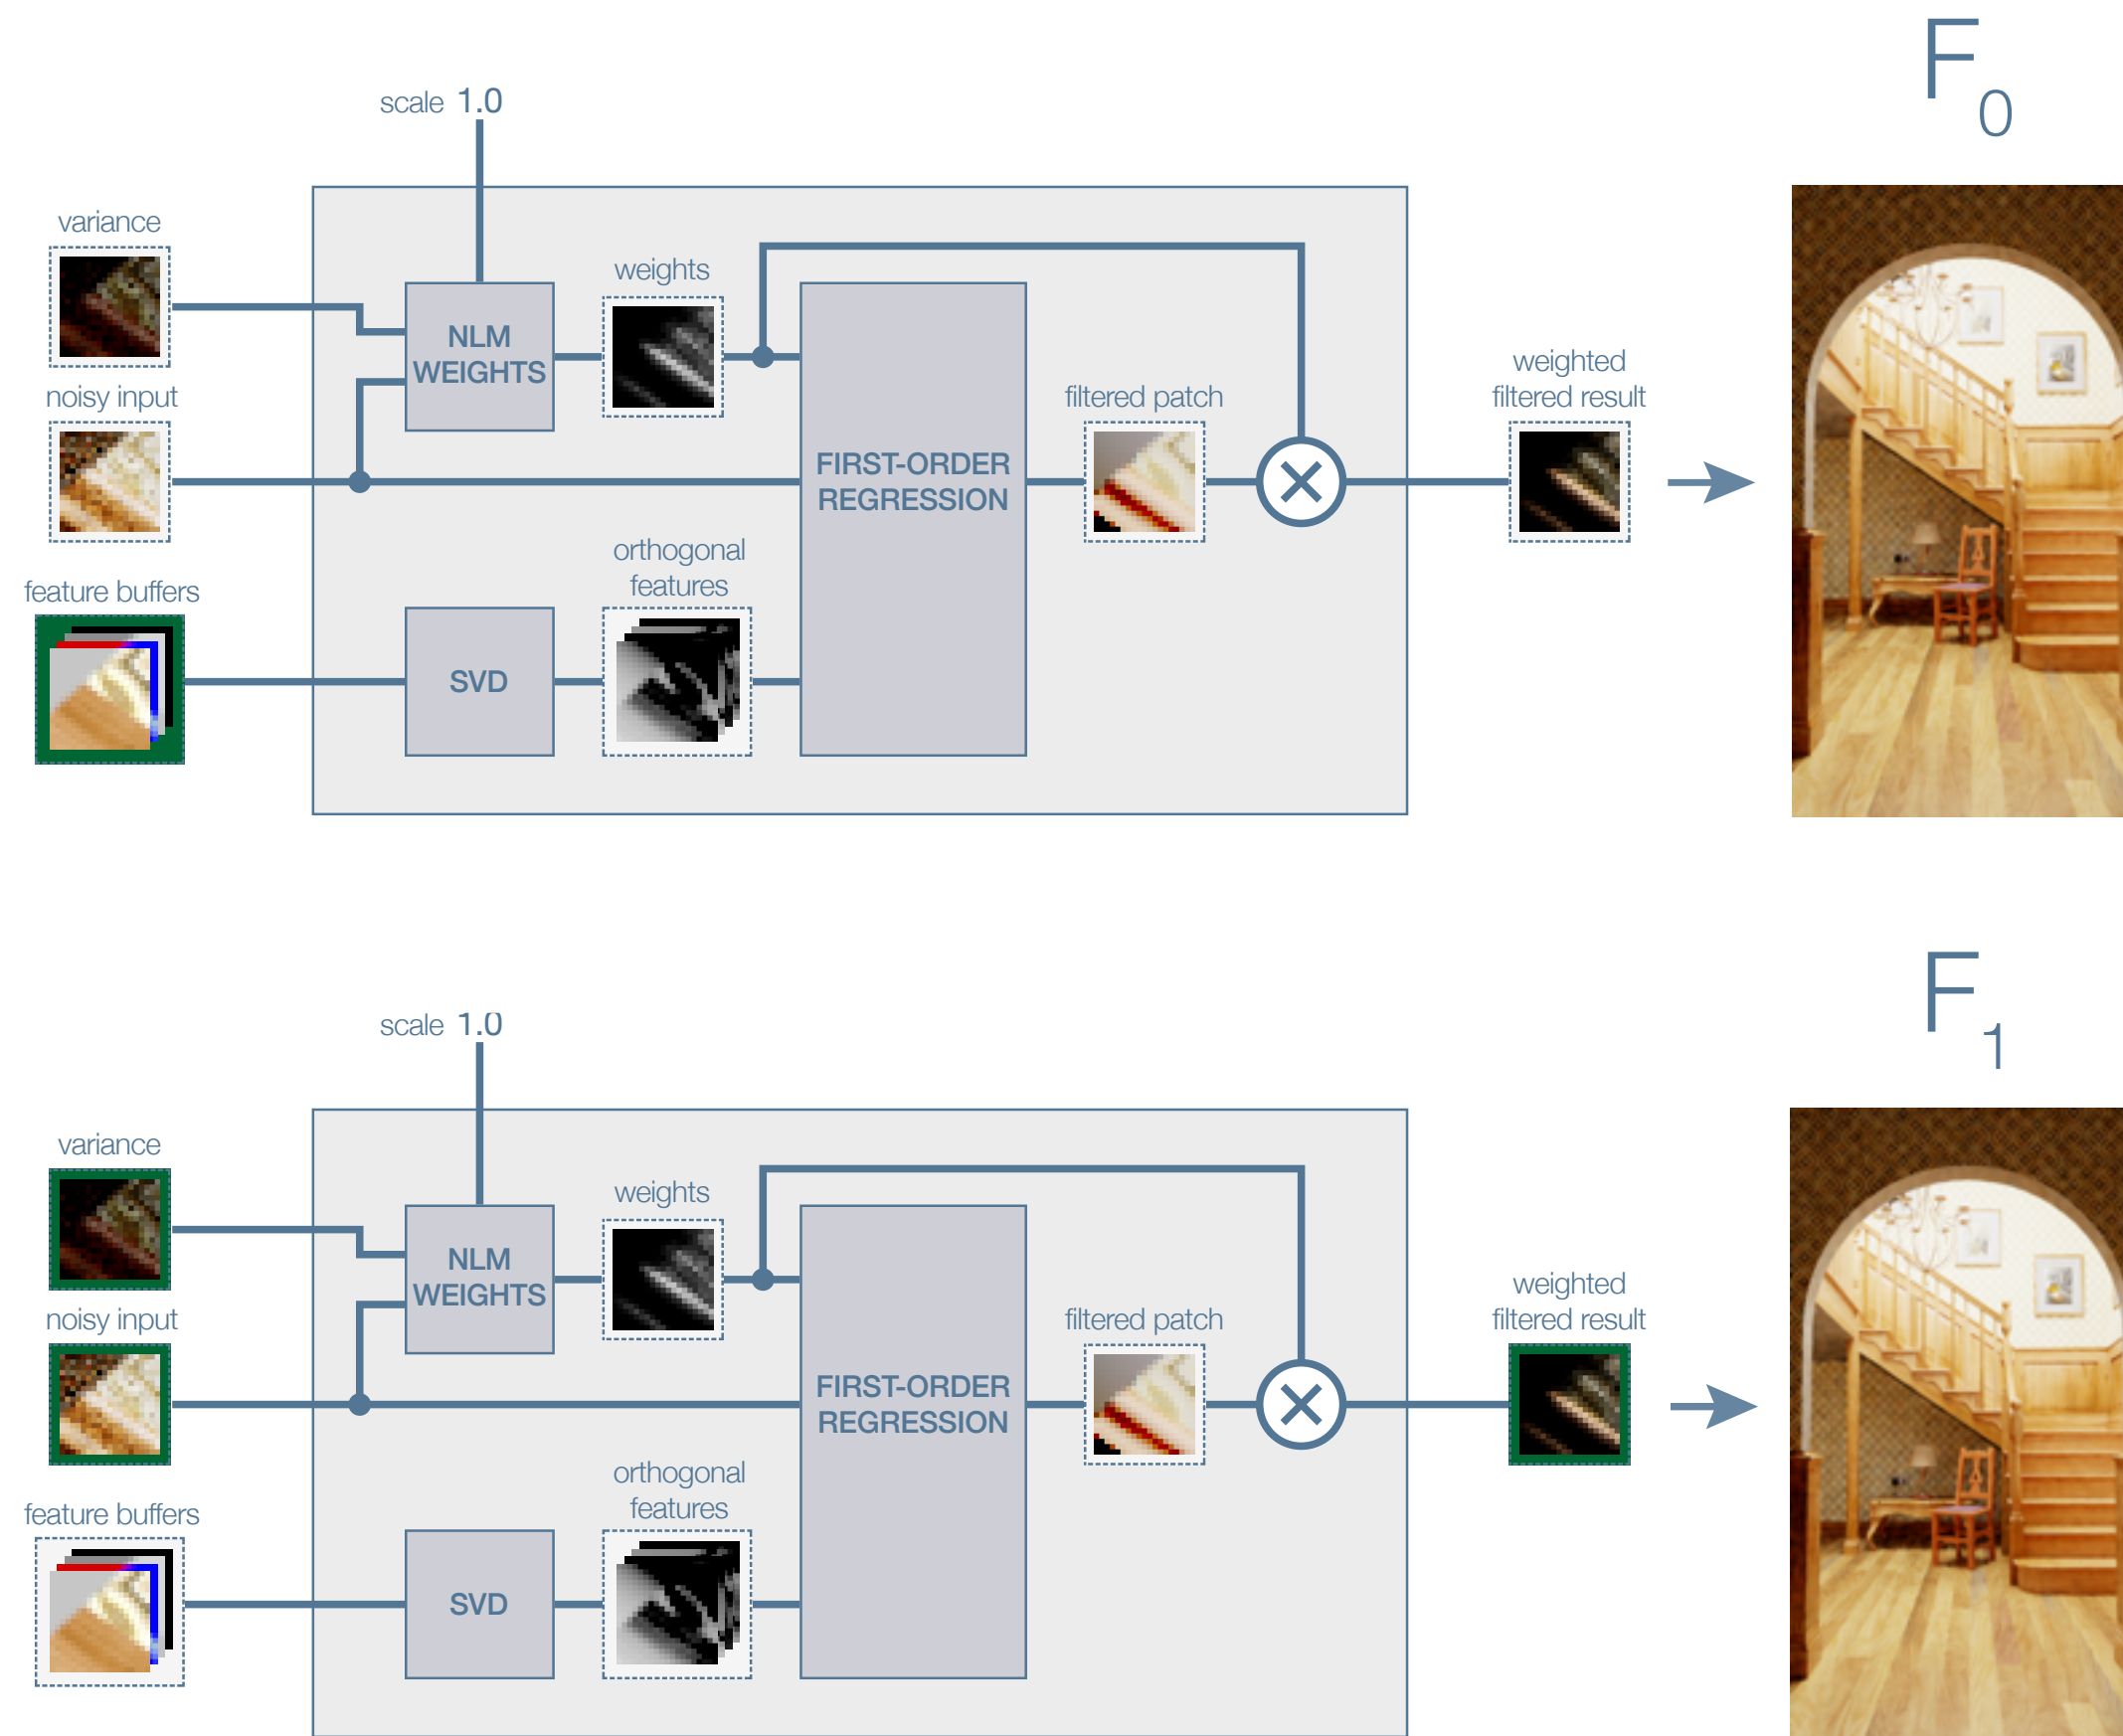 F0
scale 1.0
variance
weights
NLM
WEIGHTS
weighted
filtered result
noisy input
filtered patch
FIRST-ORDER
REGRESSION
orthogonal
features
feature buffers
SVD
F1
scale 1.0
variance
weights
NLM
WEIGHTS
weighted
filtered result
noisy input
filtered patch
FIRST-ORDER
REGRESSION
orthogonal
features
feature buffers
SVD